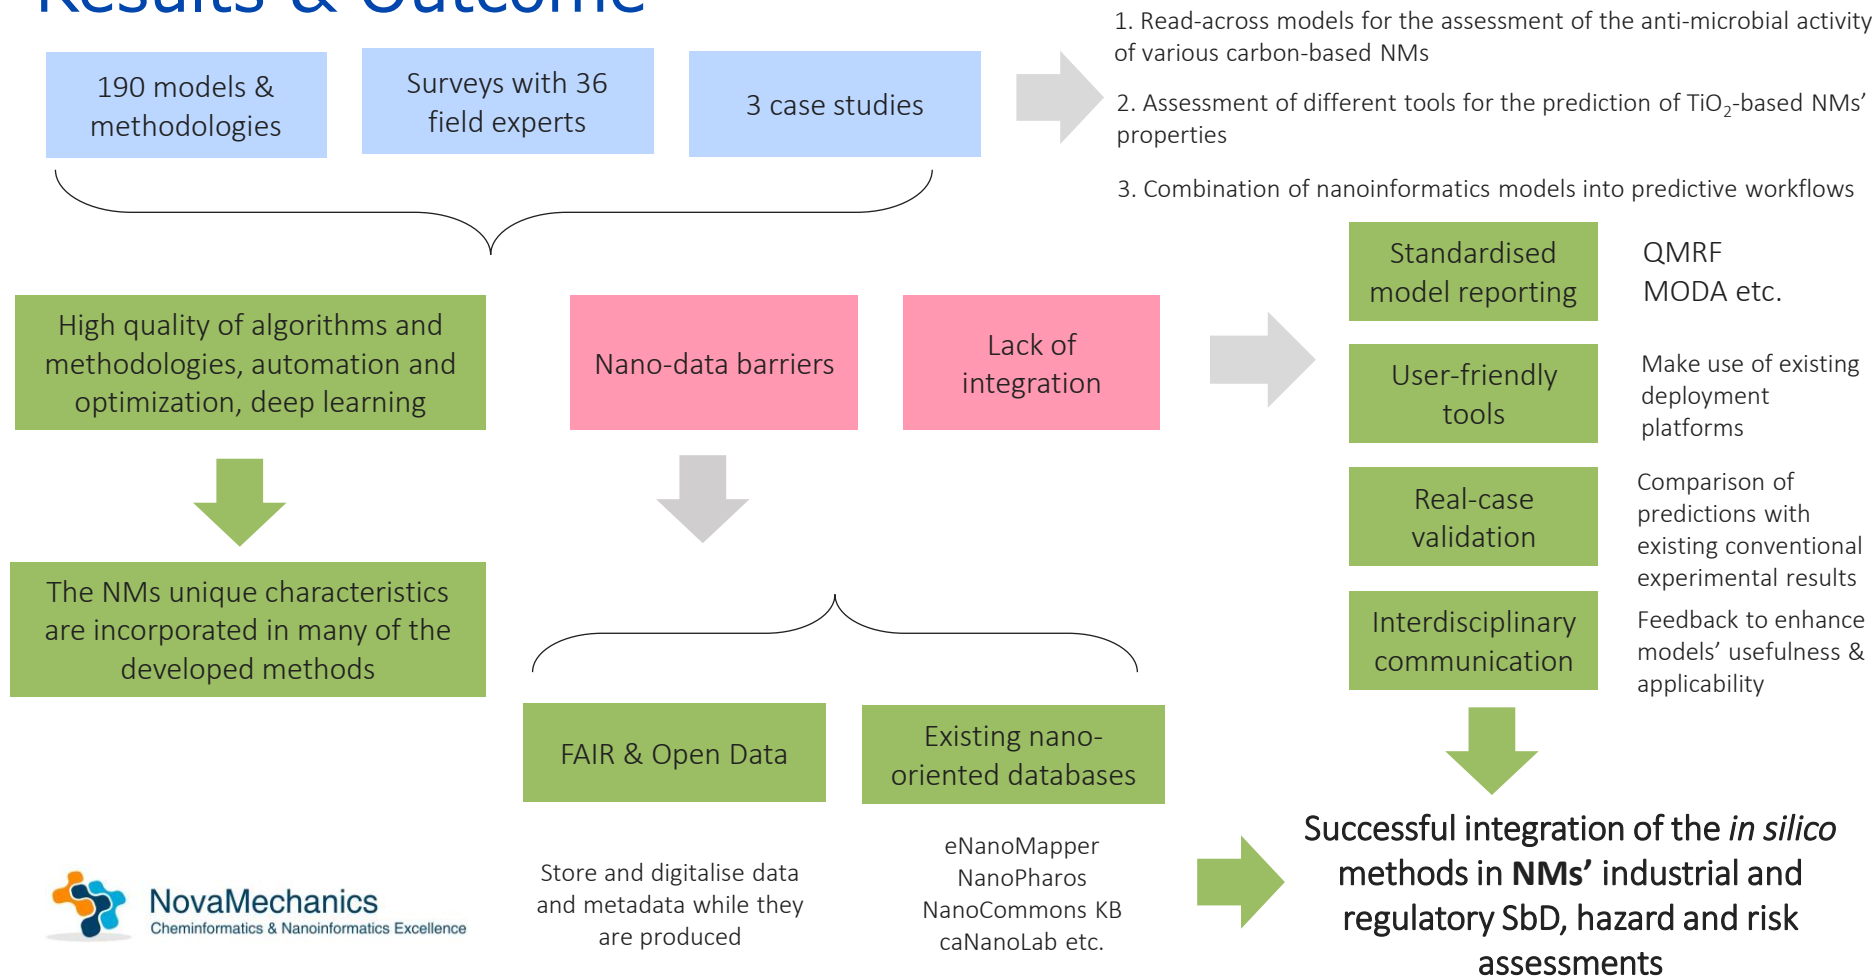 Results & Outcome
190 models &
methodologies
Surveys with 36
field experts
3 case studies
1. Read-across models for the assessment of the anti-microbial activity
of various carbon-based NMs
2. Assessment of different tools for the prediction of TiO₂-based NMs'
properties
3. Combination of nanoinformatics models into predictive workflows
High quality of algorithms and
methodologies, automation and
optimization, deep learning
Nano-data barriers
Lack of
integration
Standardised
model reporting
QMRF
MODA etc.
User-friendly
tools
Make use of existing
deployment
platforms
Real-case
validation
Comparison of
predictions with
existing conventional
experimental results
Interdisciplinary
communication
Feedback to enhance
models' usefulness &
applicability
The NMs unique characteristics
are incorporated in many of the
developed methods
FAIR & Open Data
Existing nano-
oriented databases
Store and digitalise data
and metadata while they
are produced
eNanoMapper
NanoPharos
NanoCommons KB
caNanoLab etc.
Successful integration of the in silico
methods in NMs' industrial and
regulatory SbD, hazard and risk
assessments
NovaMechanics
Cheminformatics & Nanoinformatics Excellence